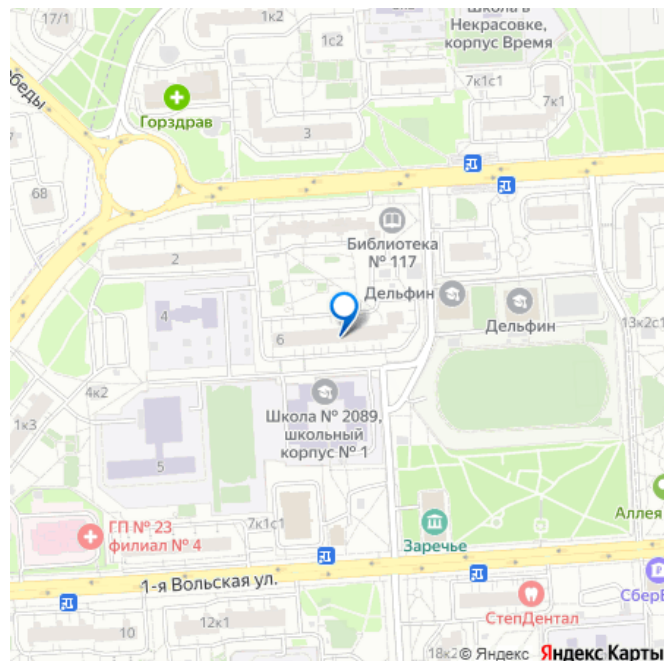 17/1
1к2
Школа в
Некрасовке,
корпус Время
1с2
обеды
7к1с1
7к1
Горздрав
3
68
Библиотека
№ 117
2
Дельфин
4
Дельфин
6
13к2с1
4к2
1к3
Школа № 2089,
школьный
корпус № 1
5
ГП № 23
филиал № 4
7к1с1
Заречье
Аллея
1-я Вольская ул.
СтепДентал
СберБ
10
12к1
18к2
© Яндекс Яндекс Карты